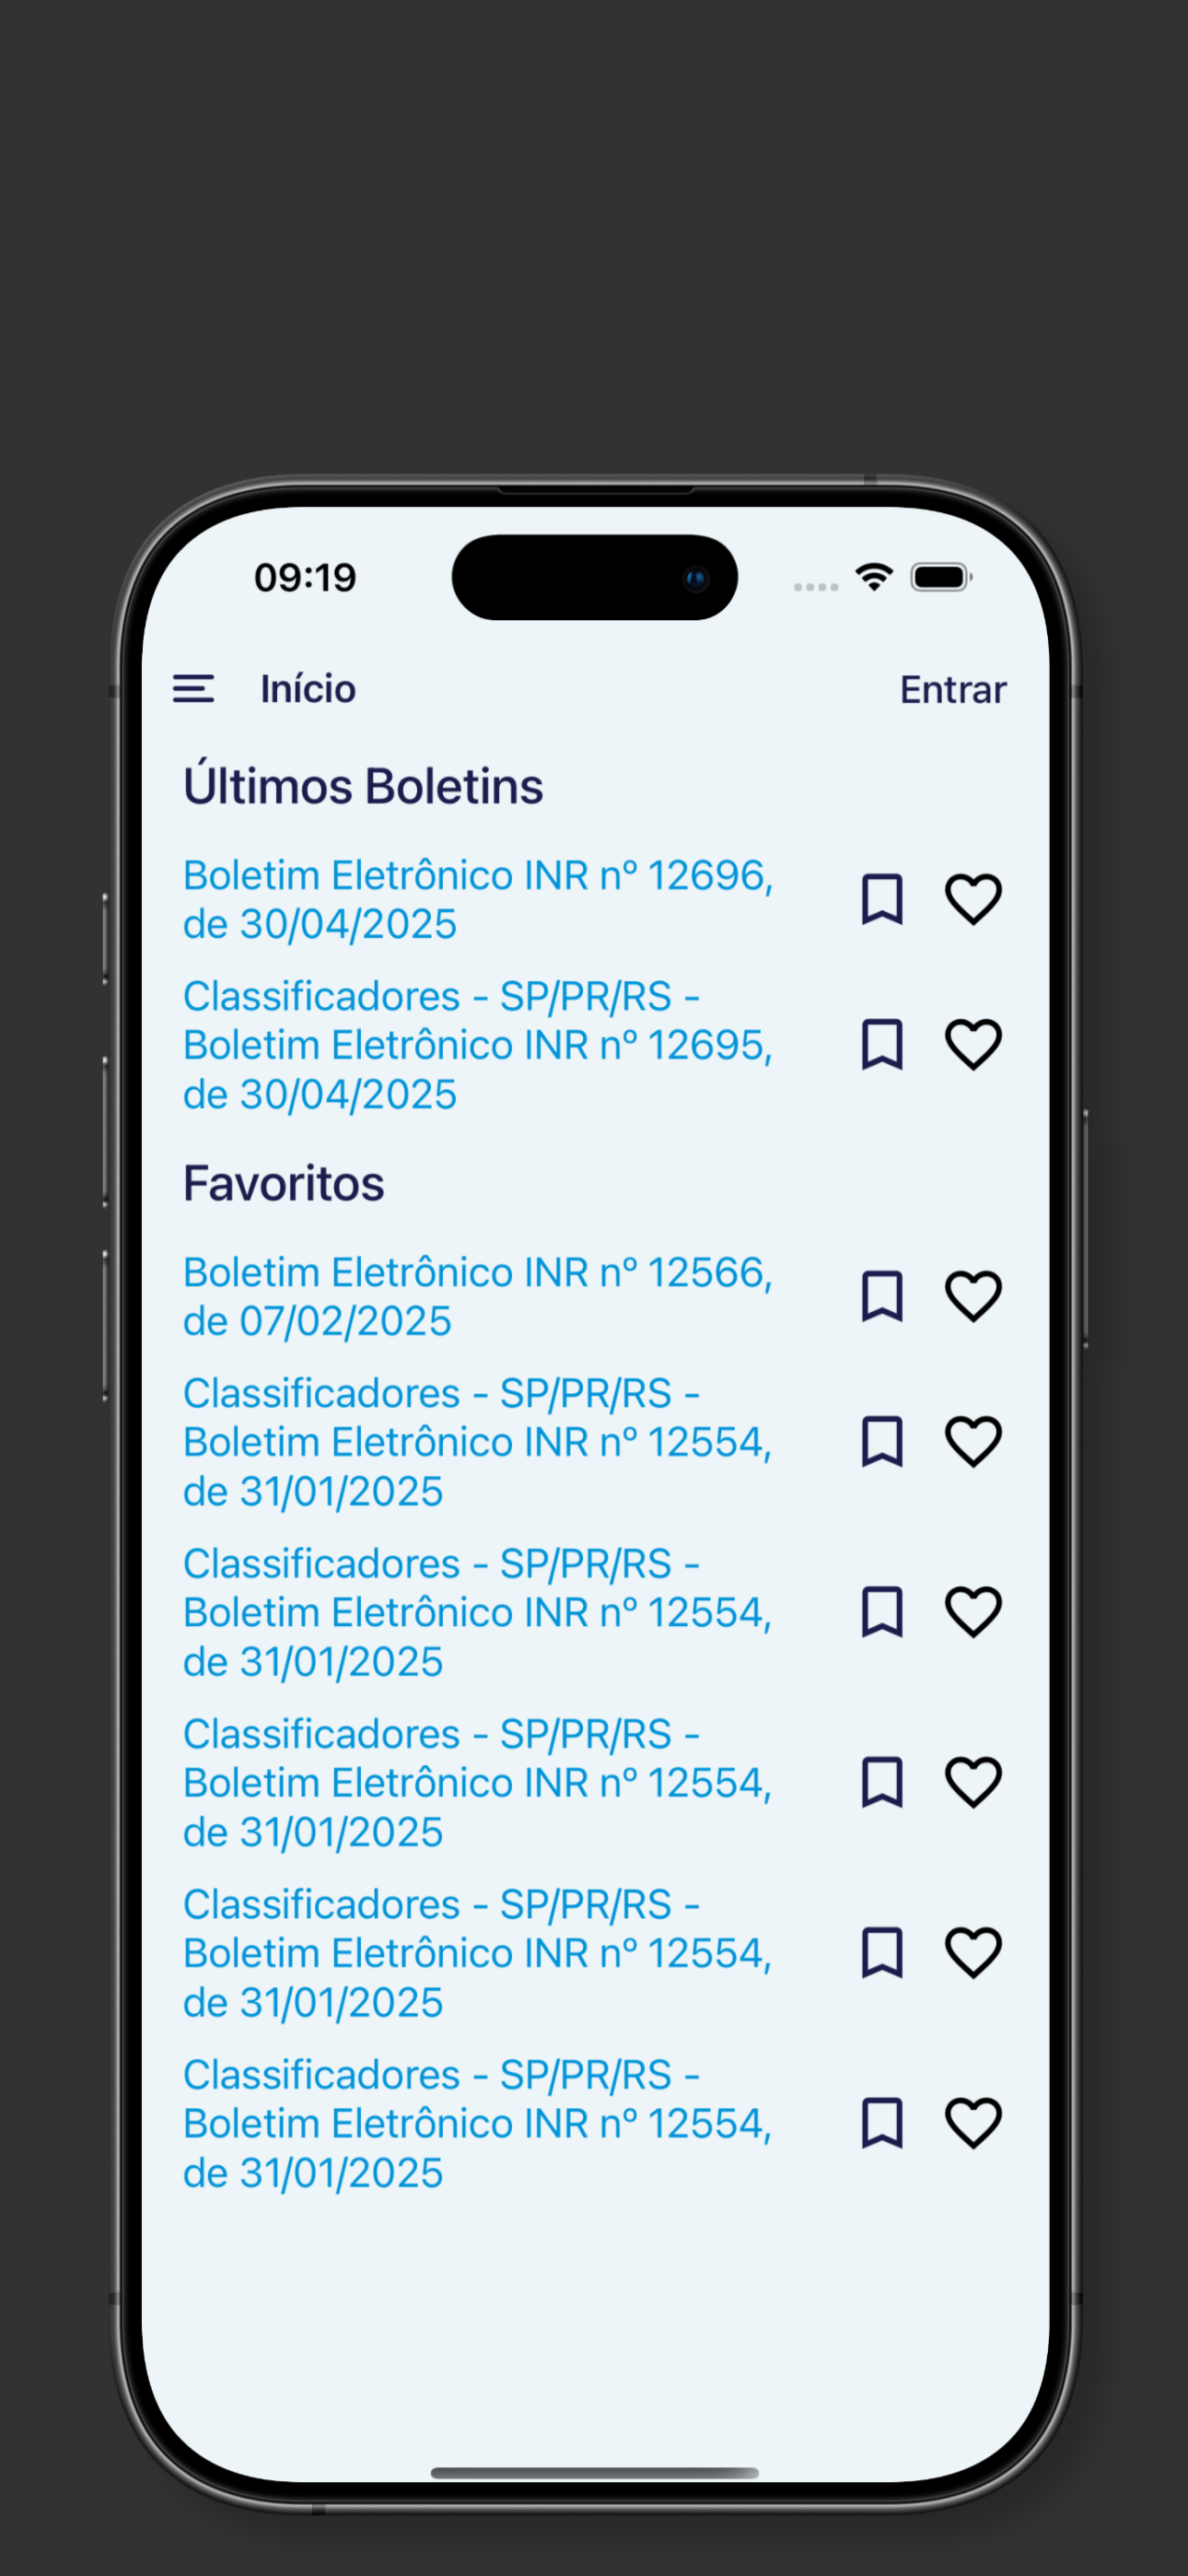 09:19
Início
Entrar
Últimos Boletins
Boletim Eletrônico INR nº 12696,
de 30/04/2025
Classificadores - SP/PR/RS -
Boletim Eletrônico INR nº 12695,
de 30/04/2025
Favoritos
Boletim Eletrônico INR nº 12566,
de 07/02/2025
Classificadores - SP/PR/RS -
Boletim Eletrônico INR nº 12554,
de 31/01/2025
Classificadores - SP/PR/RS -
Boletim Eletrônico INR nº 12554,
de 31/01/2025
Classificadores - SP/PR/RS -
Boletim Eletrônico INR nº 12554,
de 31/01/2025
Classificadores - SP/PR/RS -
Boletim Eletrônico INR nº 12554,
de 31/01/2025
Classificadores - SP/PR/RS -
Boletim Eletrônico INR nº 12554,
de 31/01/2025